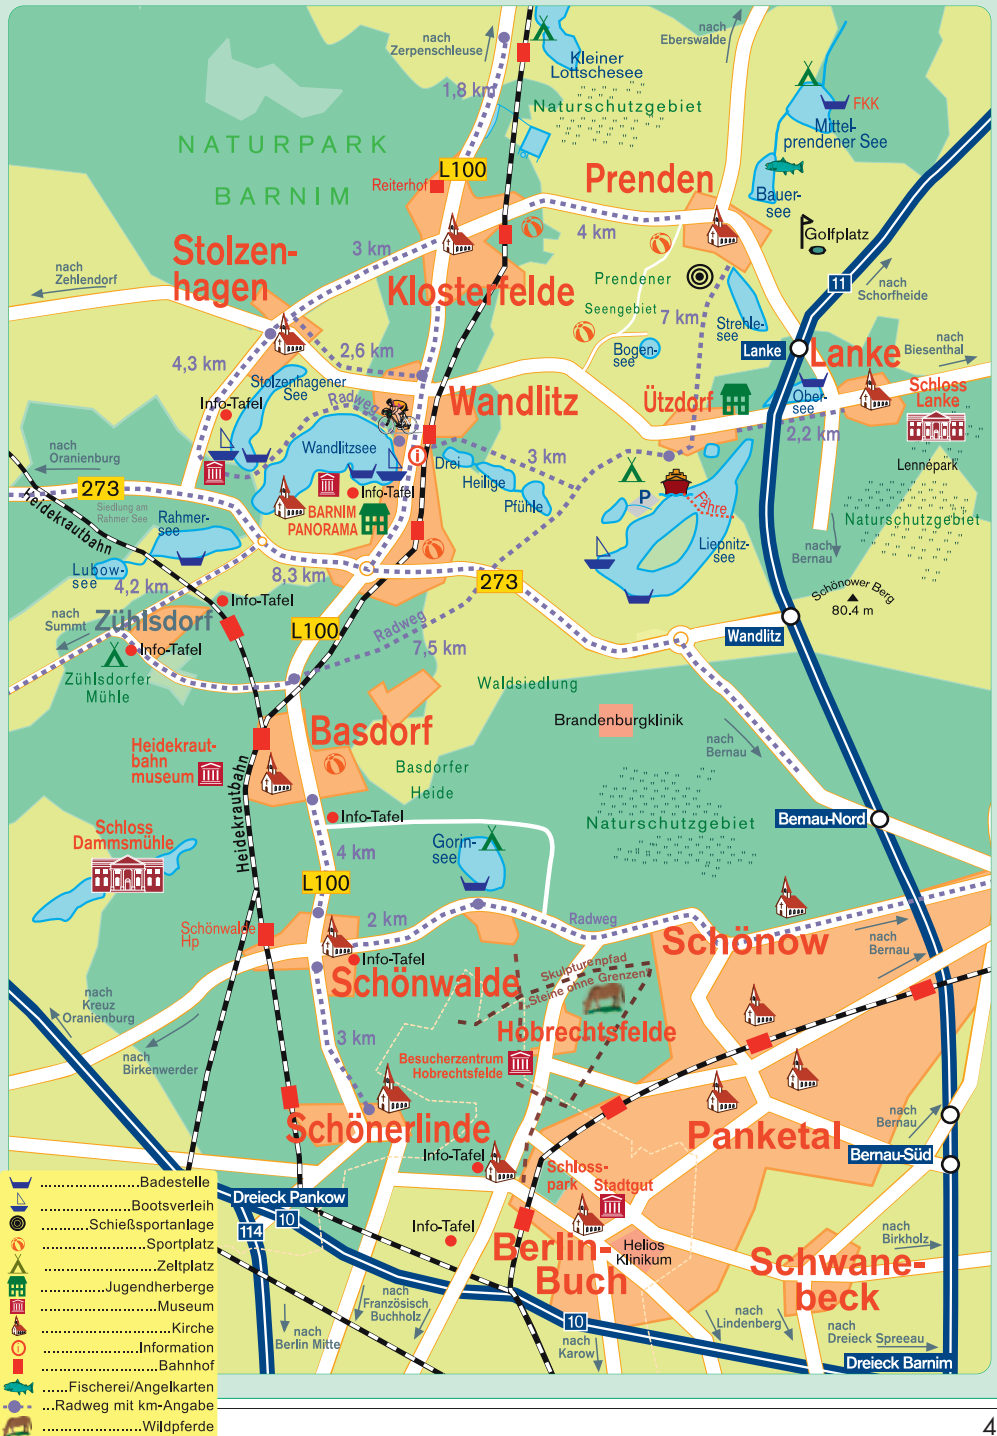 nach
Zerpenschleuse
nach
Eberswalde
Kleiner
Lottschesee
1,8 km
FKK
Naturschutzgebiet
Mittel-
prendener See
NATURPARK
BARNIM
L100
Reiterhof
Prenden
Bauer-
see
Golfplatz
4 km
3 km
Stolzen-
hagen
nach
Zehlendorf
Klosterfelde
Prendener
Seengebiet
7 km
11
nach
Schorfheide
Strehle-
see
Bogen-
see
Lanke
Lanke
nach
Biesenthal
2,6 km
4,3 km
Stolzenhagener
See
Radweg
Info-Tafel
Wandlitz
Ützdorf
Ober-
see
Schloss
Lanke
2,2 km
nach
Oranienburg
Wandlitzsee
Drei
Heilige
Pfühle
3 km
Lennépark
273
Siedlung am
Rahmer See
Info-Tafel
BARNIM
PANORAMA
P
Fähre
Liepnitz-
see
Naturschutzgebiet
Heidekrautbahn
Rahmer-
see
nach
Bernau
Lubow-
see
4,2 km
8,3 km
273
Schönower Berg
80.4 m
nach
Summt
Zühlsdorf
Info-Tafel
L100
Radweg
7,5 km
Wandlitz
Info-Tafel
Zühlsdorfer
Mühle
Waldsiedlung
Brandenburgklinik
nach
Bernau
Basdorf
Heidekraut-
bahn
museum
Basdorfer
Heide
Heidekrautbahn
Info-Tafel
Naturschutzgebiet
Bernau-Nord
Schloss
Dammsmühle
4 km
Gorin-
see
L100
2 km
Radweg
Schönwalde
Hp
Schönow
nach
Bernau
Info-Tafel
Schönwalde
Skulpturenpfad
„Steine ohne Grenzen"
nach
Kreuz
Oranienburg
Hobrechtsfelde
3 km
nach
Birkenwerder
Besucherzentrum
Hobrechtsfelde
nach
Bernau
Schönerlinde
Panketal
Info-Tafel
Bernau-Süd
Schloss-
park
Stadtgut
Dreieck Pankow
10
114
Info-Tafel
Berlin-
Buch
Helios
Klinikum
nach
Birkholz
Schwane-
beck
nach
Französisch
Buchholz
nach
Berlin Mitte
10
nach
Karow
nach
Lindenberg
nach
Dreieck Spreeau
Dreieck Barnim
Badestelle
Bootsverleih
Schießsportanlage
Sportplatz
Zeltplatz
Jugendherberge
Museum
Kirche
Information
Bahnhof
Fischerei/Angelkarten
Radweg mit km-Angabe
Wildpferde
4